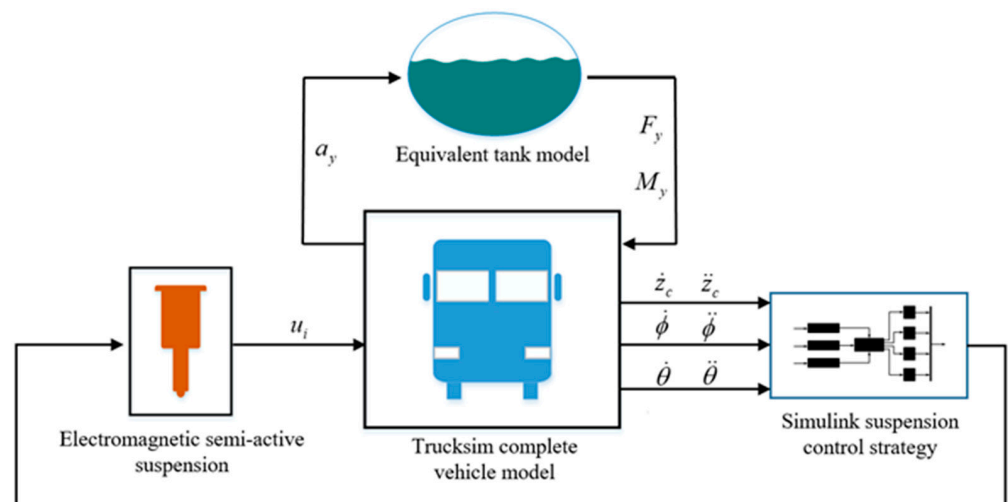 a_y
F_y
M_y
Equivalent tank model
u_i
ż_c z̈_c
ϕ̇ ϕ̈
θ̇ θ̈
Electromagnetic semi-active
suspension
Trucksim complete
vehicle model
Simulink suspension
control strategy